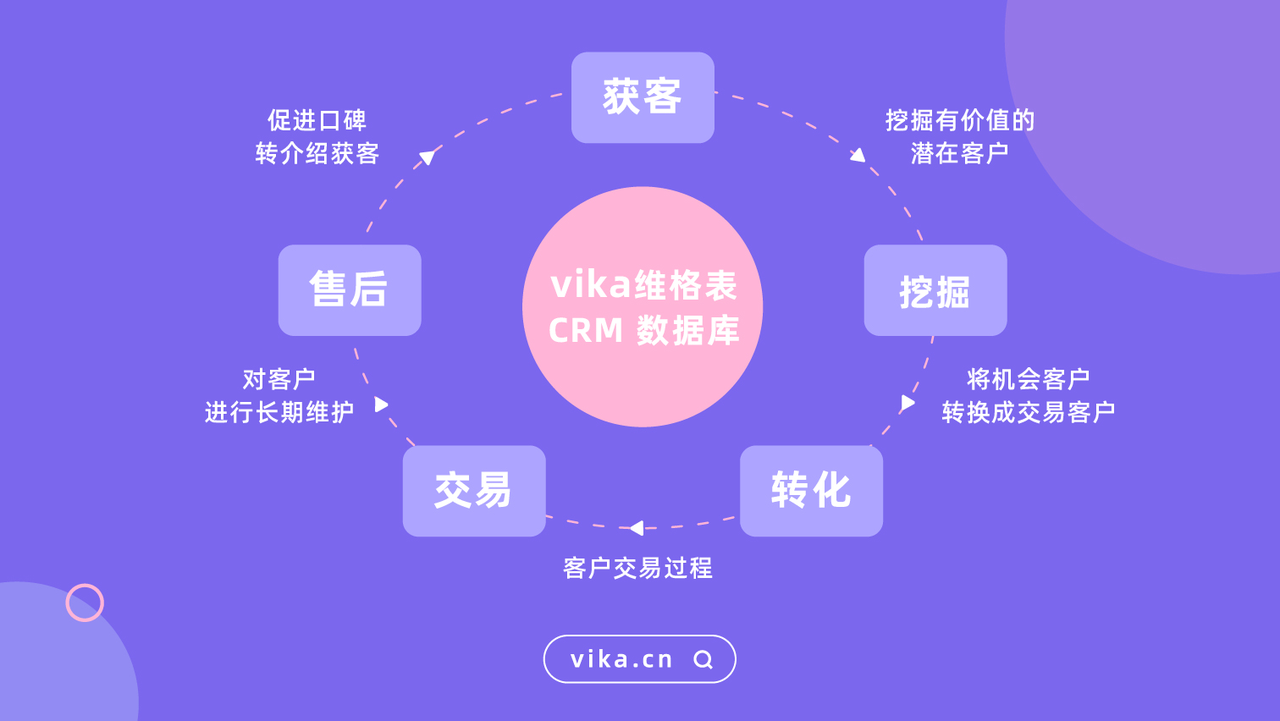 获客
促进口碑
转介绍获客
挖掘有价值的
潜在客户
售后
vika维格表
CRM 数据库
挖掘
对客户
进行长期维护
将机会客户
转换成交易客户
交易
转化
客户交易过程
vika.cn